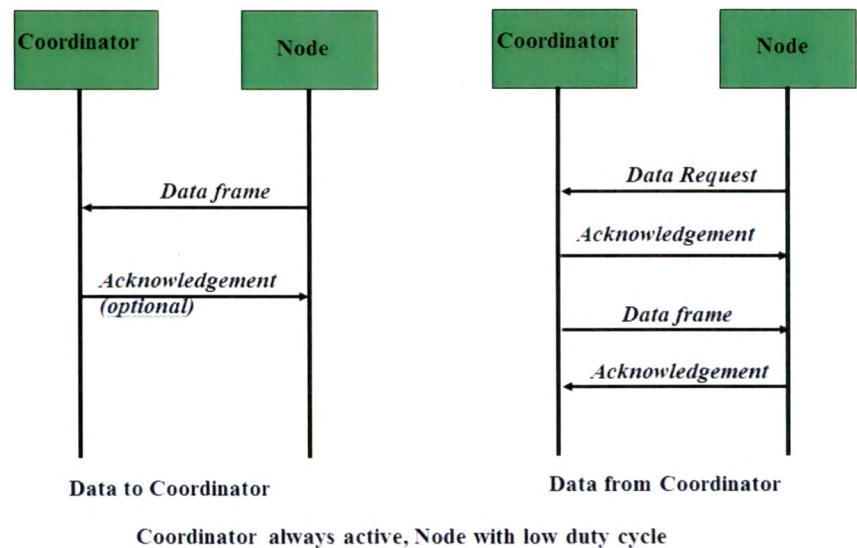 Coordinator
Node
Data frame
Acknowledgement
(optional)
Data to Coordinator
Coordinator
Node
Data Request
Acknowledgement
Data frame
Acknowledgement
Data from Coordinator
Coordinator always active, Node with low duty cycle